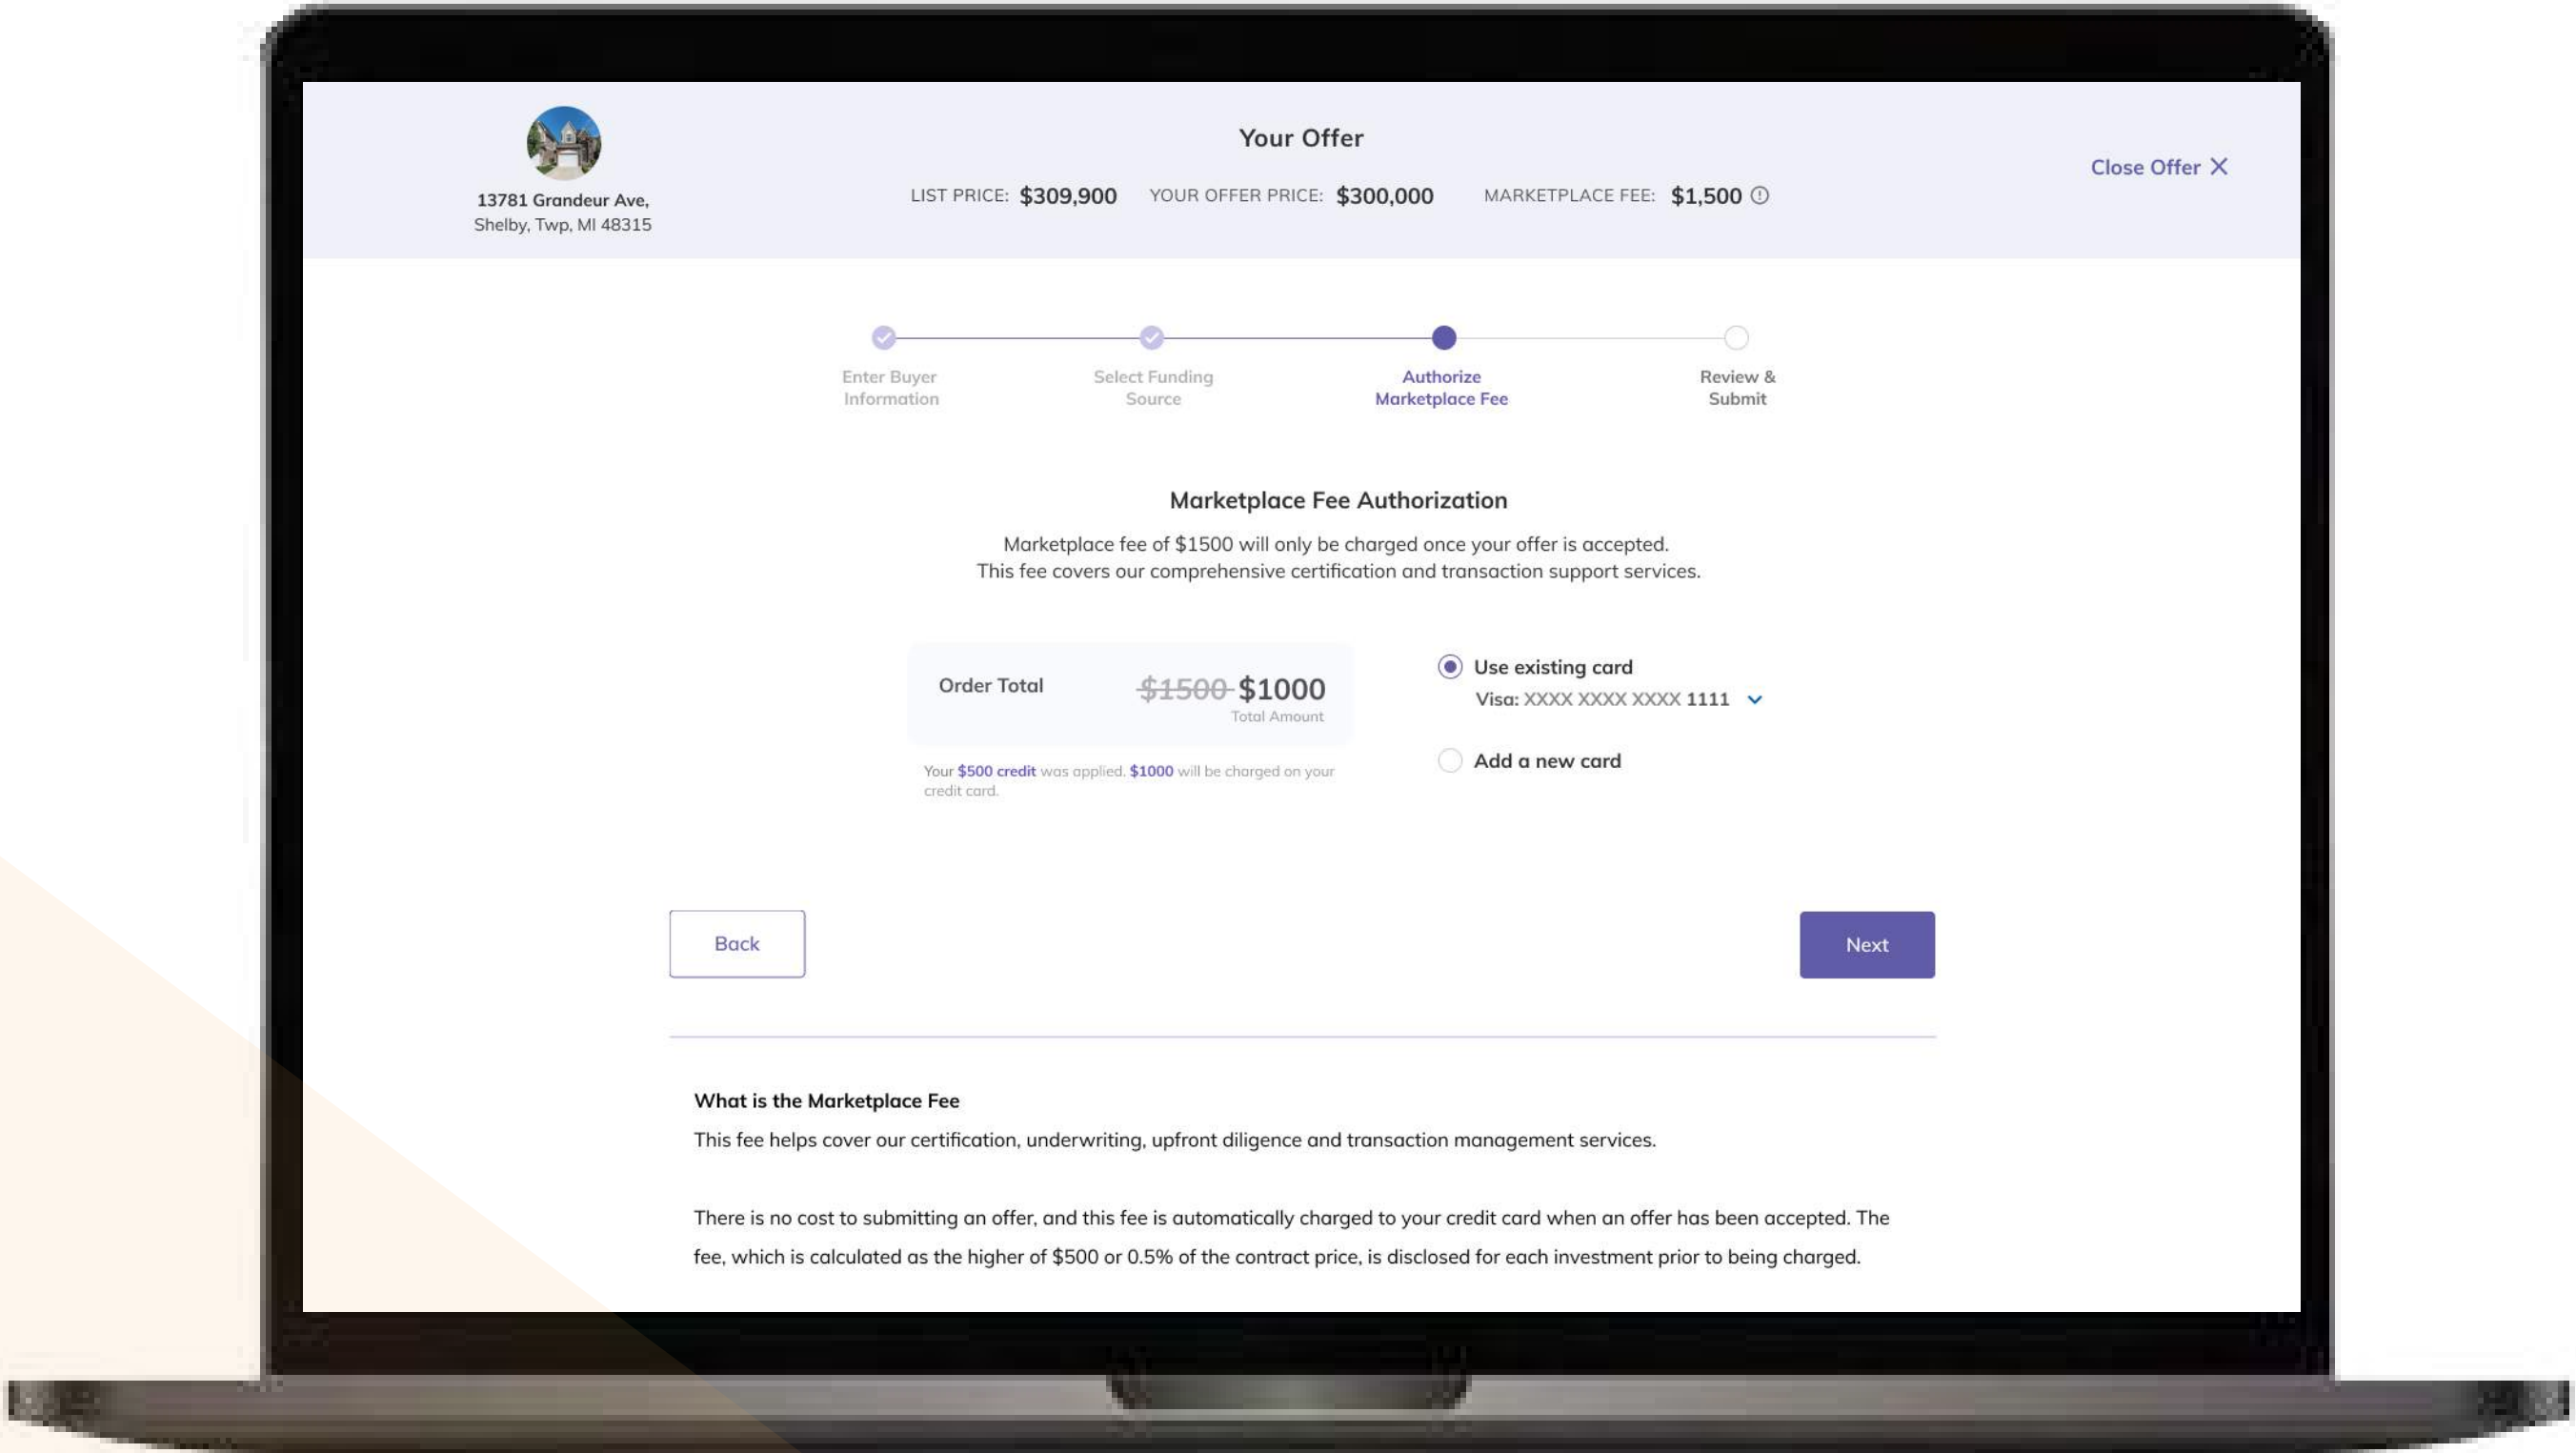 Your Offer
Close Offer
13781 Grandeur Ave,
Shelby, Twp, MI 48315
LIST PRICE: $309,900 YOUR OFFER PRICE: $300,000 MARKETPLACE FEE: $1,500
Enter Buyer
Information
Select Funding
Source
Authorize
Marketplace Fee
Review &
Submit
Marketplace Fee Authorization
Marketplace fee of $1500 will only be charged once your offer is accepted.
This fee covers our comprehensive certification and transaction support services.
Order Total $1500 $1000
Total Amount
Your $500 credit was applied. $1000 will be charged on your
credit card.
Use existing card
Visa: XXXX XXXX XXXX 1111
Add a new card
Back
Next
What is the Marketplace Fee
This fee helps cover our certification, underwriting, upfront diligence and transaction management services.
There is no cost to submitting an offer, and this fee is automatically charged to your credit card when an offer has been accepted. The
fee, which is calculated as the higher of $500 or 0.5% of the contract price, is disclosed for each investment prior to being charged.